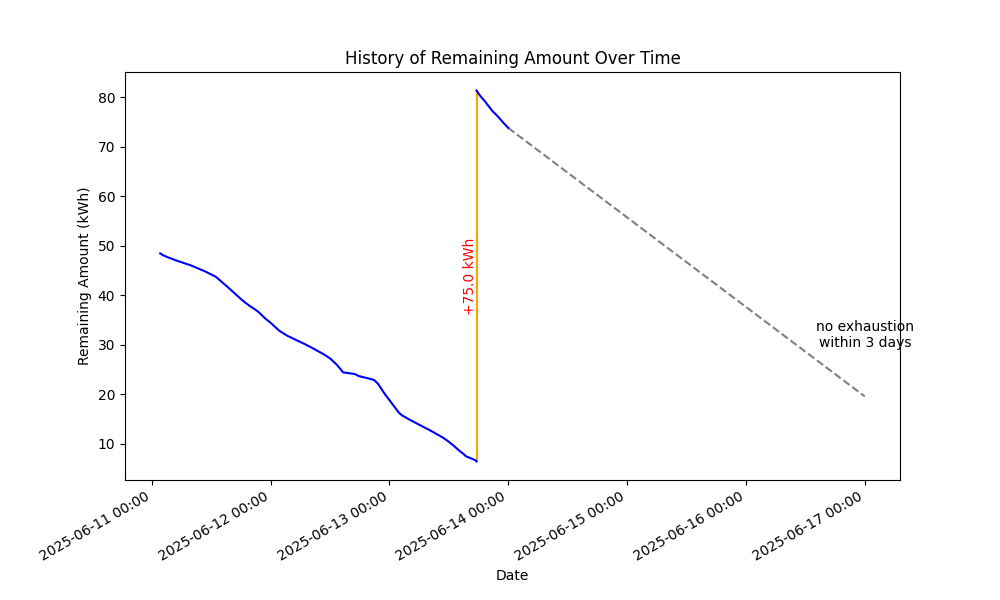 History of Remaining Amount Over Time
Remaining Amount (kWh)
80
70
60
50
40
30
20
10
+75.0 kWh
no exhaustion
within 3 days
2025-06-11 00:00
2025-06-12 00:00
2025-06-13 00:00
2025-06-14 00:00
2025-06-15 00:00
2025-06-16 00:00
2025-06-17 00:00
Date